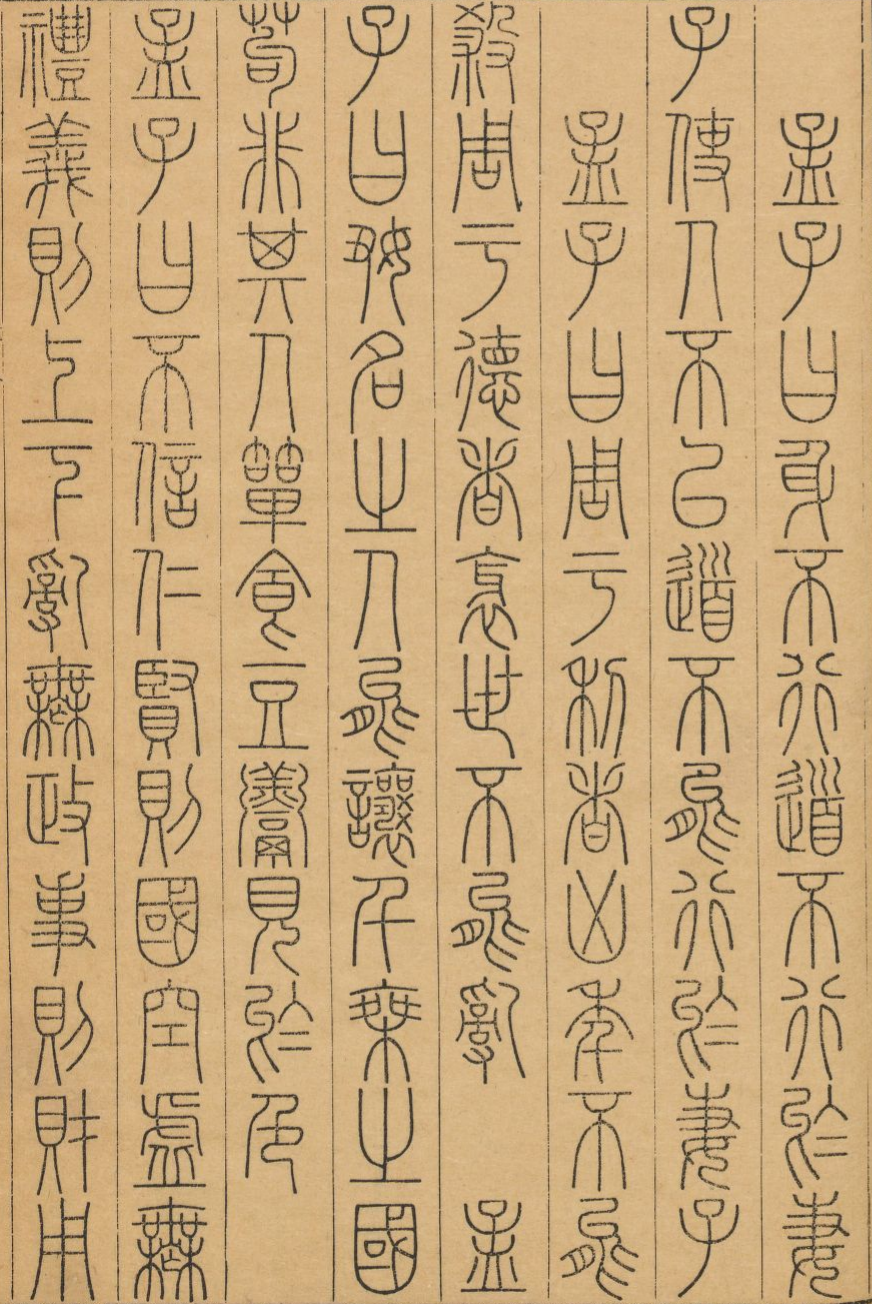 孟子曰身不行道不行於妻
子使人不以道不能行於妻子
孟子曰周亏利者凶年不能
殺周亏德者衺世不能亂　孟
子曰好名之人能讓千乘之國
苟非其人簞食豆羹見於色
孟子曰不信仁賢則國空虛無
禮義則上下亂無政事則財用